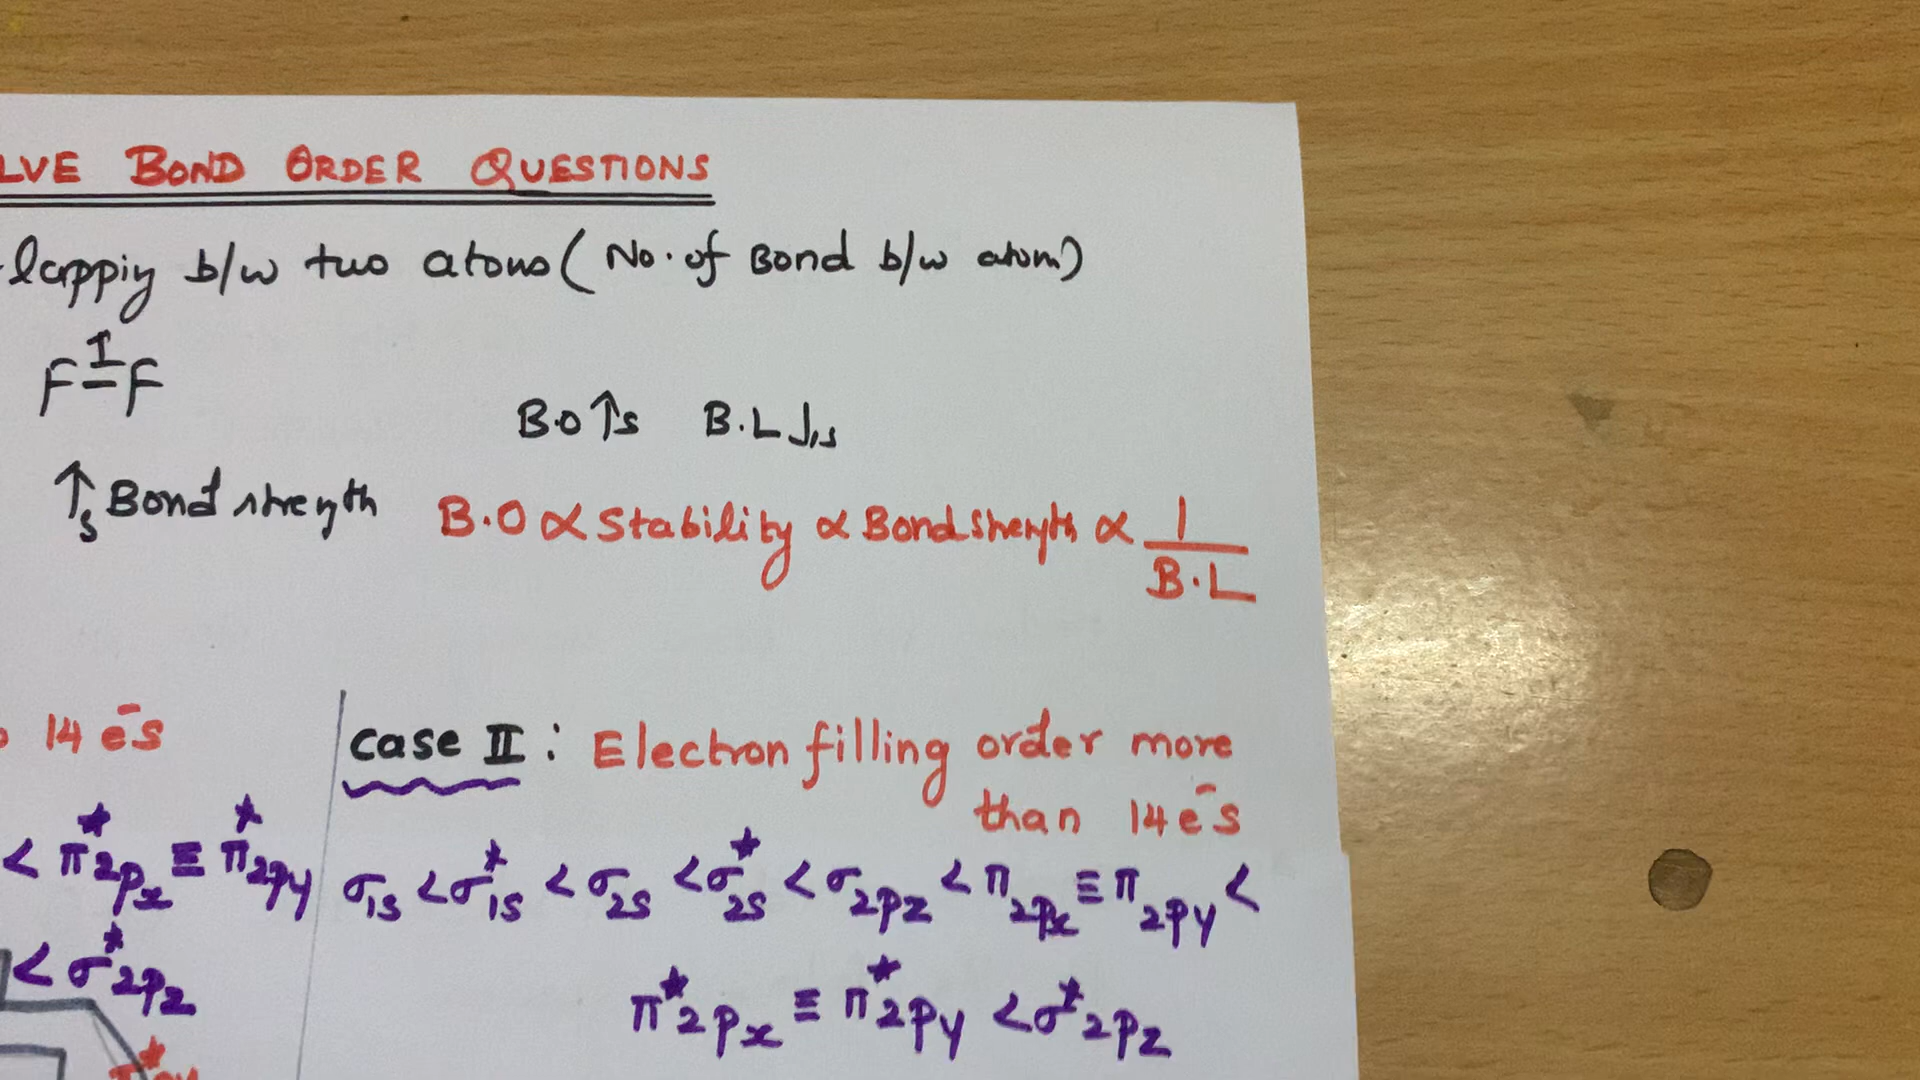 LVE BOND ORDER QUESTIONS
lappiy b/w two atoms ( No. of Bond b/w atom)
F 1 F
B.O ↑s B.L ↓s
↑s Bond strength B.O ∝ Stability ∝ Bond strength ∝ 1/B.L
14 e⁻s
case II : Electron filling order more
than 14 e⁻s
< π*2px ≡ π*2py
σ1s < σ*1s < σ2s < σ*2s < σ2pz < π2px ≡ π2py <
< σ*2pz
π*2px ≡ π*2py < σ*2pz